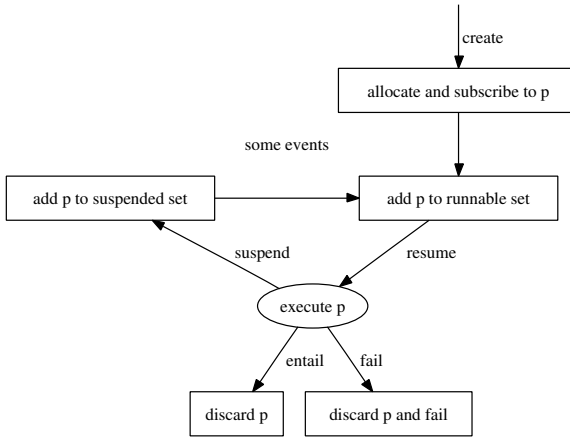 create
allocate and subscribe to p
some events
add p to suspended set
add p to runnable set
suspend
resume
execute p
entail
fail
discard p
discard p and fail